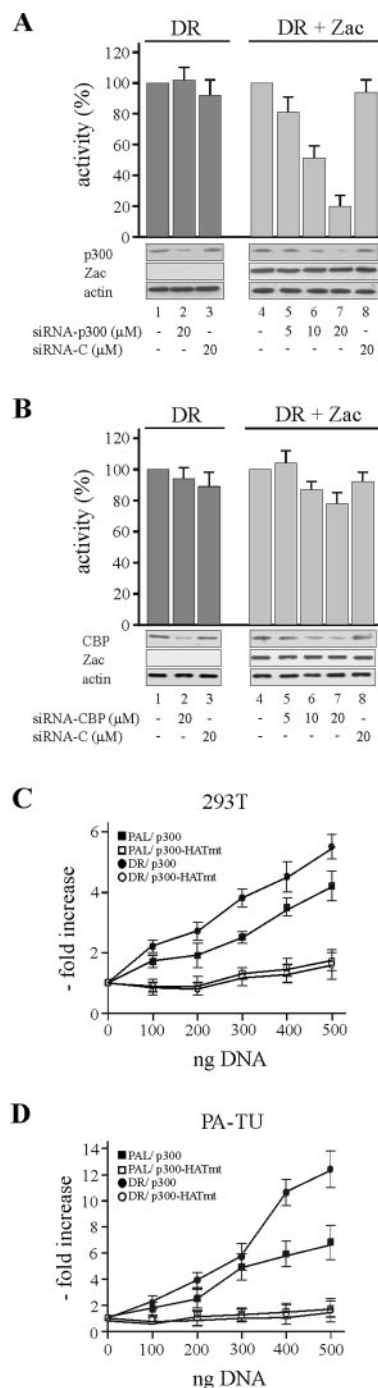 A
DR DR + Zac
activity (%)
120
100
80
60
40
20
0
p300
Zac
actin
1 2 3 4 5 6 7 8
siRNA-p300 (μM) - 20 - - 5 10 20 -
siRNA-C (μM) - - 20 - - - - 20
B
DR DR + Zac
activity (%)
120
100
80
60
40
20
0
CBP
Zac
actin
1 2 3 4 5 6 7 8
siRNA-CBP (μM) - 20 - - 5 10 20 -
siRNA-C (μM) - - 20 - - - - 20
C
293T
- fold increase
6
4
2
0
PAL/ p300
PAL/ p300-HATmt
DR/ p300
DR/ p300-HATmt
0 100 200 300 400 500
ng DNA
D
PA-TU
- fold increase
14
12
10
8
6
4
2
0
PAL/ p300
PAL/ p300-HATmt
DR/ p300
DR/ p300-HATmt
0 100 200 300 400 500
ng DNA